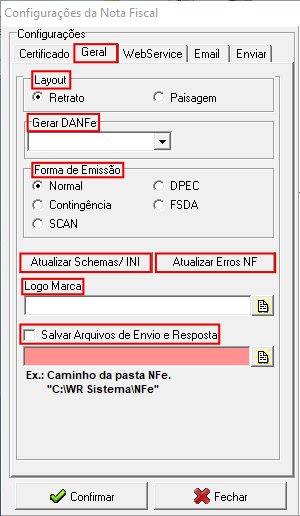 Configurações da Nota Fiscal
Configurações
Certificado Geral WebService Email Enviar
Layout
Retrato Paisagem
Gerar DANFe
Forma de Emissão
Normal DPEC
Contingência FSDA
SCAN
Atualizar Schemas/ INI Atualizar Erros NF
Logo Marca
Salvar Arquivos de Envio e Resposta
Ex.: Caminho da pasta NFe.
"C:\WR Sistema\NFe"
Confirmar Fechar